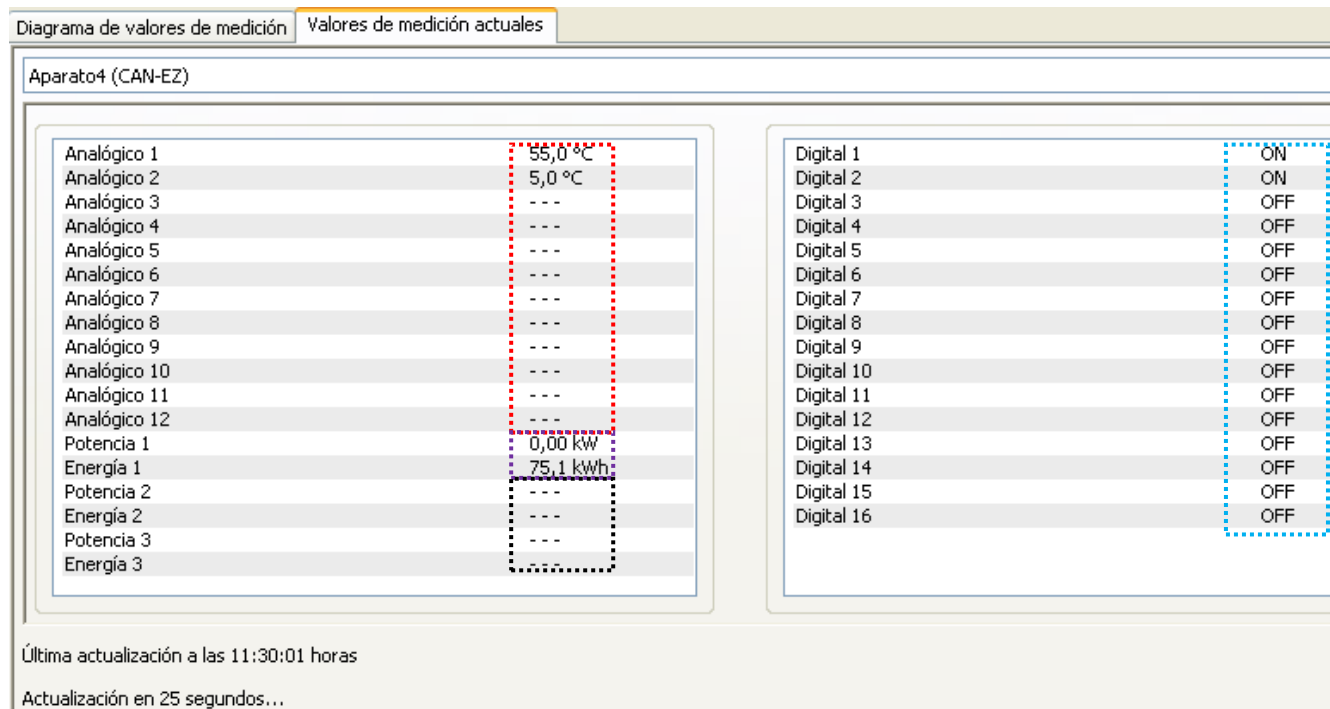 Diagrama de valores de medición Valores de medición actuales
Aparato4 (CAN-EZ)
Analógico 1 55,0 °C
Analógico 2 5,0 °C
Analógico 3 - - -
Analógico 4 - - -
Analógico 5 - - -
Analógico 6 - - -
Analógico 7 - - -
Analógico 8 - - -
Analógico 9 - - -
Analógico 10 - - -
Analógico 11 - - -
Analógico 12 - - -
Potencia 1 0,00 kW
Energía 1 75,1 kWh
Potencia 2 - - -
Energía 2 - - -
Potencia 3 - - -
Energía 3 - - -
Digital 1 ON
Digital 2 ON
Digital 3 OFF
Digital 4 OFF
Digital 5 OFF
Digital 6 OFF
Digital 7 OFF
Digital 8 OFF
Digital 9 OFF
Digital 10 OFF
Digital 11 OFF
Digital 12 OFF
Digital 13 OFF
Digital 14 OFF
Digital 15 OFF
Digital 16 OFF
Última actualización a las 11:30:01 horas
Actualización en 25 segundos...